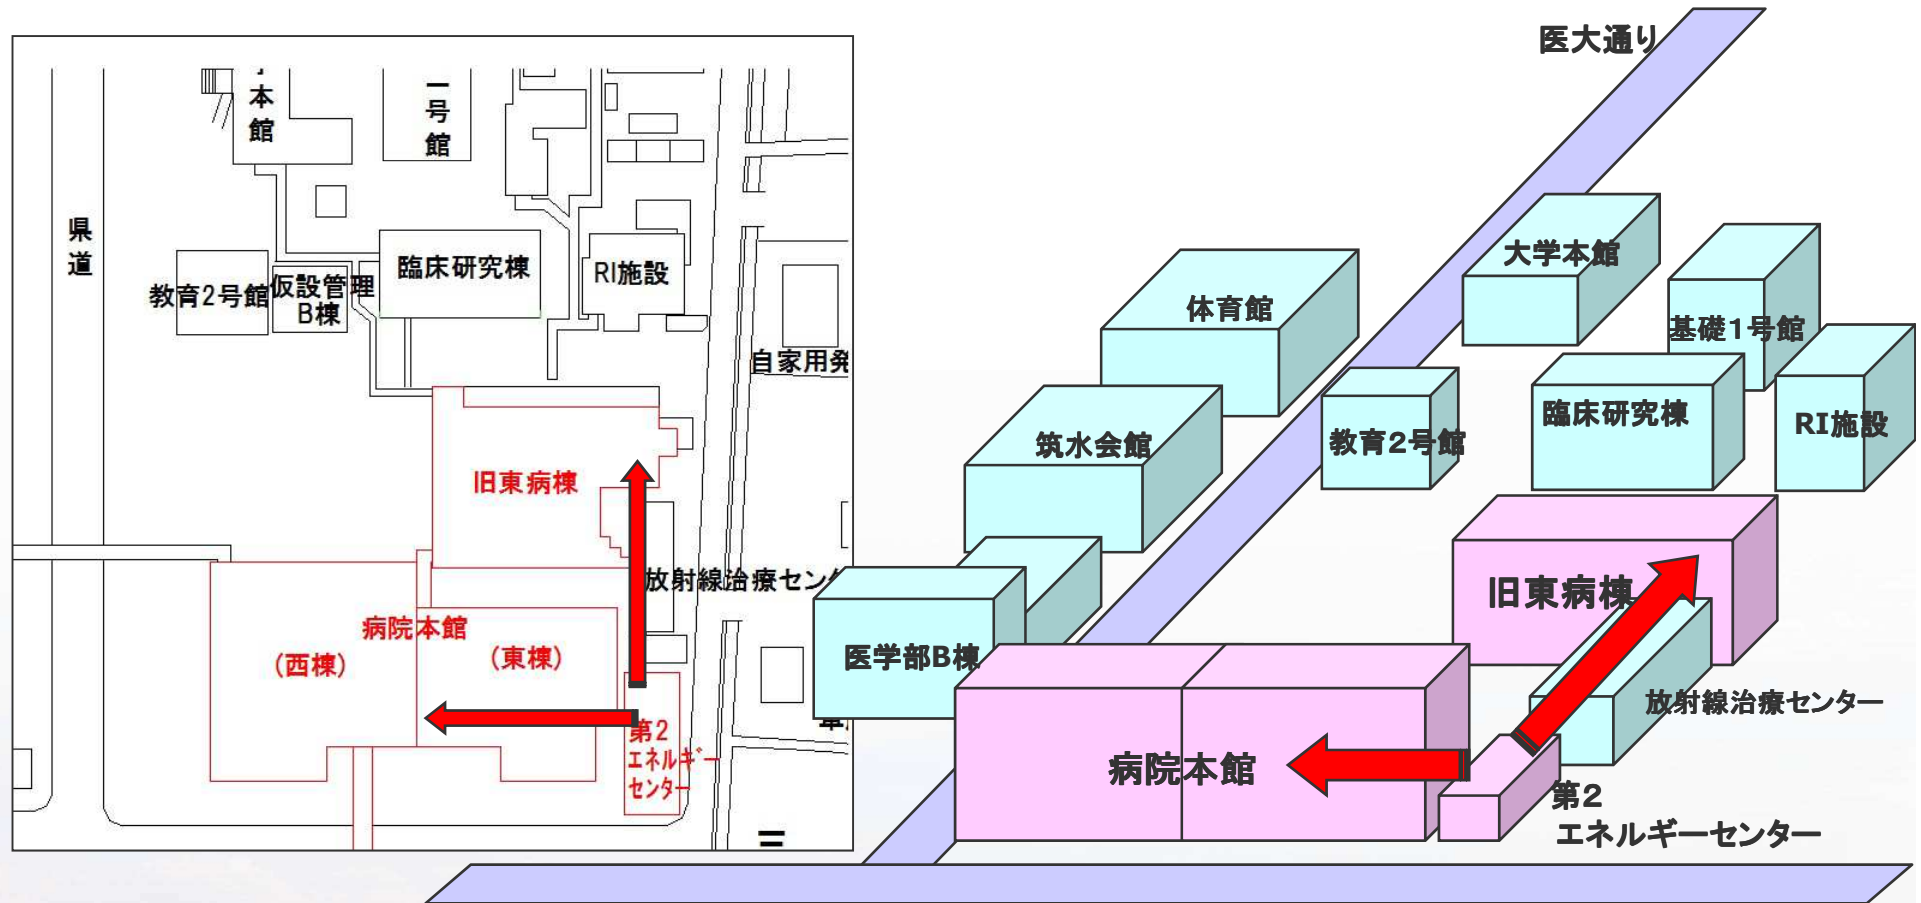 本館
一号館
県道
教育2号館
仮設管理
B棟
臨床研究棟
RI施設
自家用発
旧東病棟
放射線治療セン
病院本館
(西棟)
(東棟)
第2
エネルギー
センター
医大通り
大学本館
体育館
基礎1号館
筑水会館
教育2号館
臨床研究棟
RI施設
旧東病棟
医学部B棟
放射線治療センター
病院本館
第2
エネルギーセンター